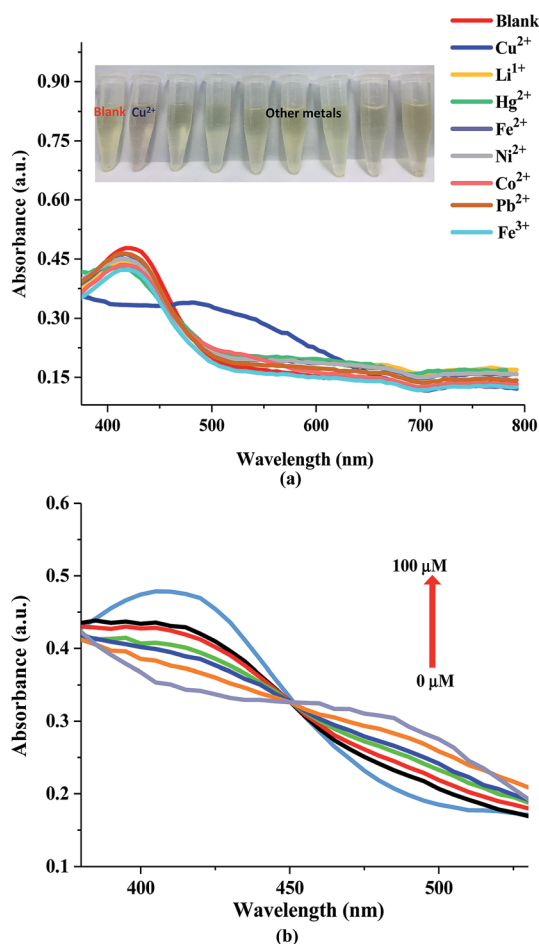 Blank
Cu²⁺
Li¹⁺
Hg²⁺
Fe²⁺
Ni²⁺
Co²⁺
Pb²⁺
Fe³⁺
Blank Cu²⁺ Other metals
Absorbance (a.u.)
0.90
0.75
0.60
0.45
0.30
0.15
400 500 600 700 800
Wavelength (nm)
(a)
Absorbance (a.u.)
0.6
0.5
0.4
0.3
0.2
0.1
100 μM
0 μM
400 450 500
Wavelength (nm)
(b)